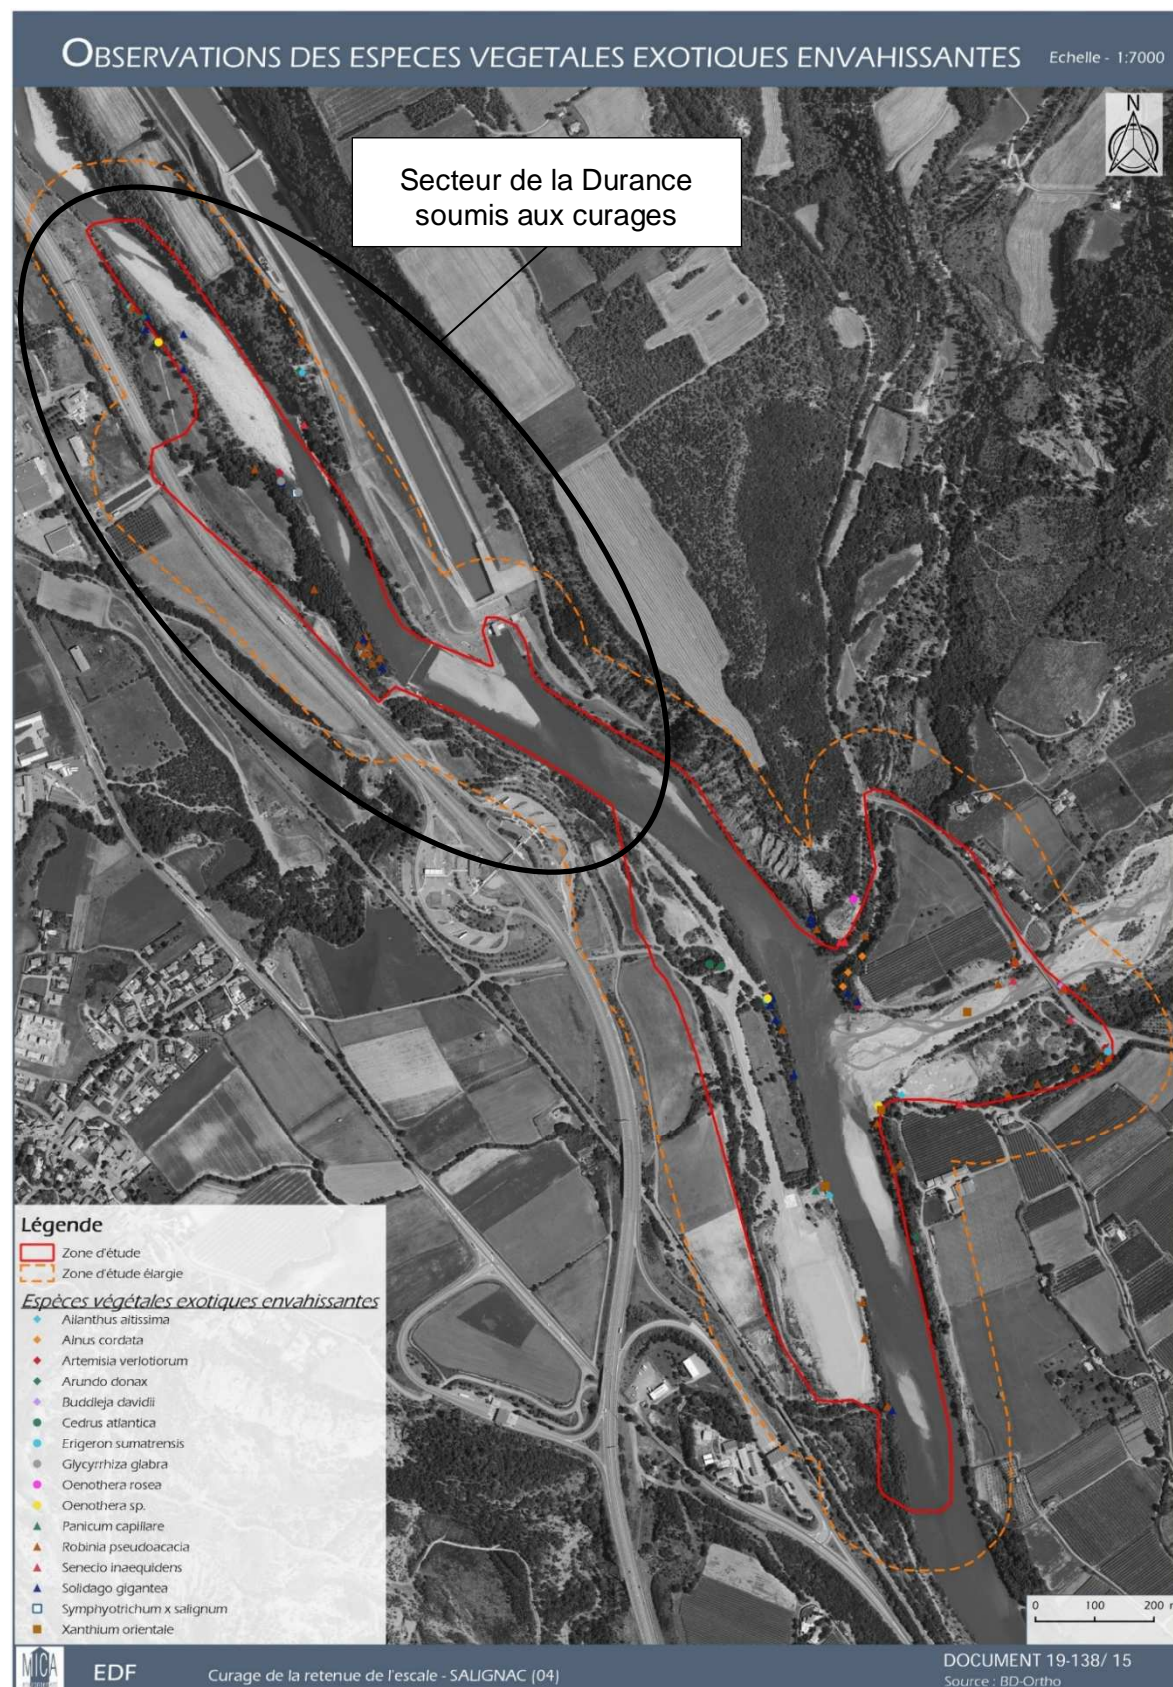 OBSERVATIONS DES ESPECES VEGETALES EXOTIQUES ENVAHISSANTES
Echelle - 1:7000
N
Secteur de la Durance
soumis aux curages
Légende
Zone d'étude
Zone d'étude élargie
Espèces végétales exotiques envahissantes
Ailanthus altissima
Alnus cordata
Artemisia verlotiorum
Arundo donax
Buddleja davidii
Cedrus atlantica
Erigeron sumatrensis
Glycyrrhiza glabra
Oenothera rosea
Oenothera sp.
Panicum capillare
Robinia pseudoacacia
Senecio inaequidens
Solidago gigantea
Symphyotrichum x salignum
Xanthium orientale
0 100 200 m
MICA
EDF
Curage de la retenue de l'escale - SALIGNAC (04)
DOCUMENT 19-138/ 15
Source : BD-Ortho